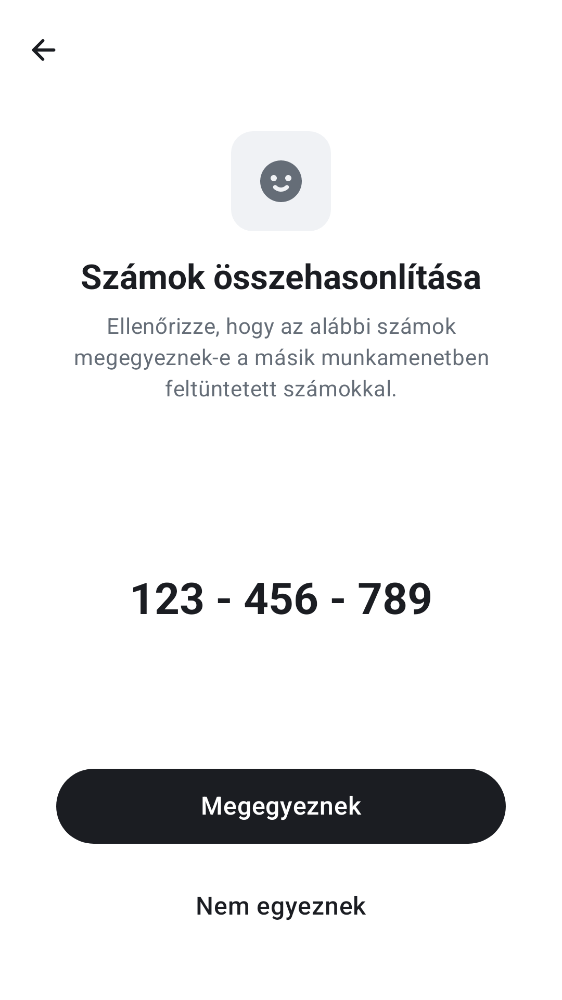 Számok összehasonlítása
Ellenőrizze, hogy az alábbi számok
megegyeznek-e a másik munkamenetben
feltüntetett számokkal.
123 - 456 - 789
Megegyeznek
Nem egyeznek